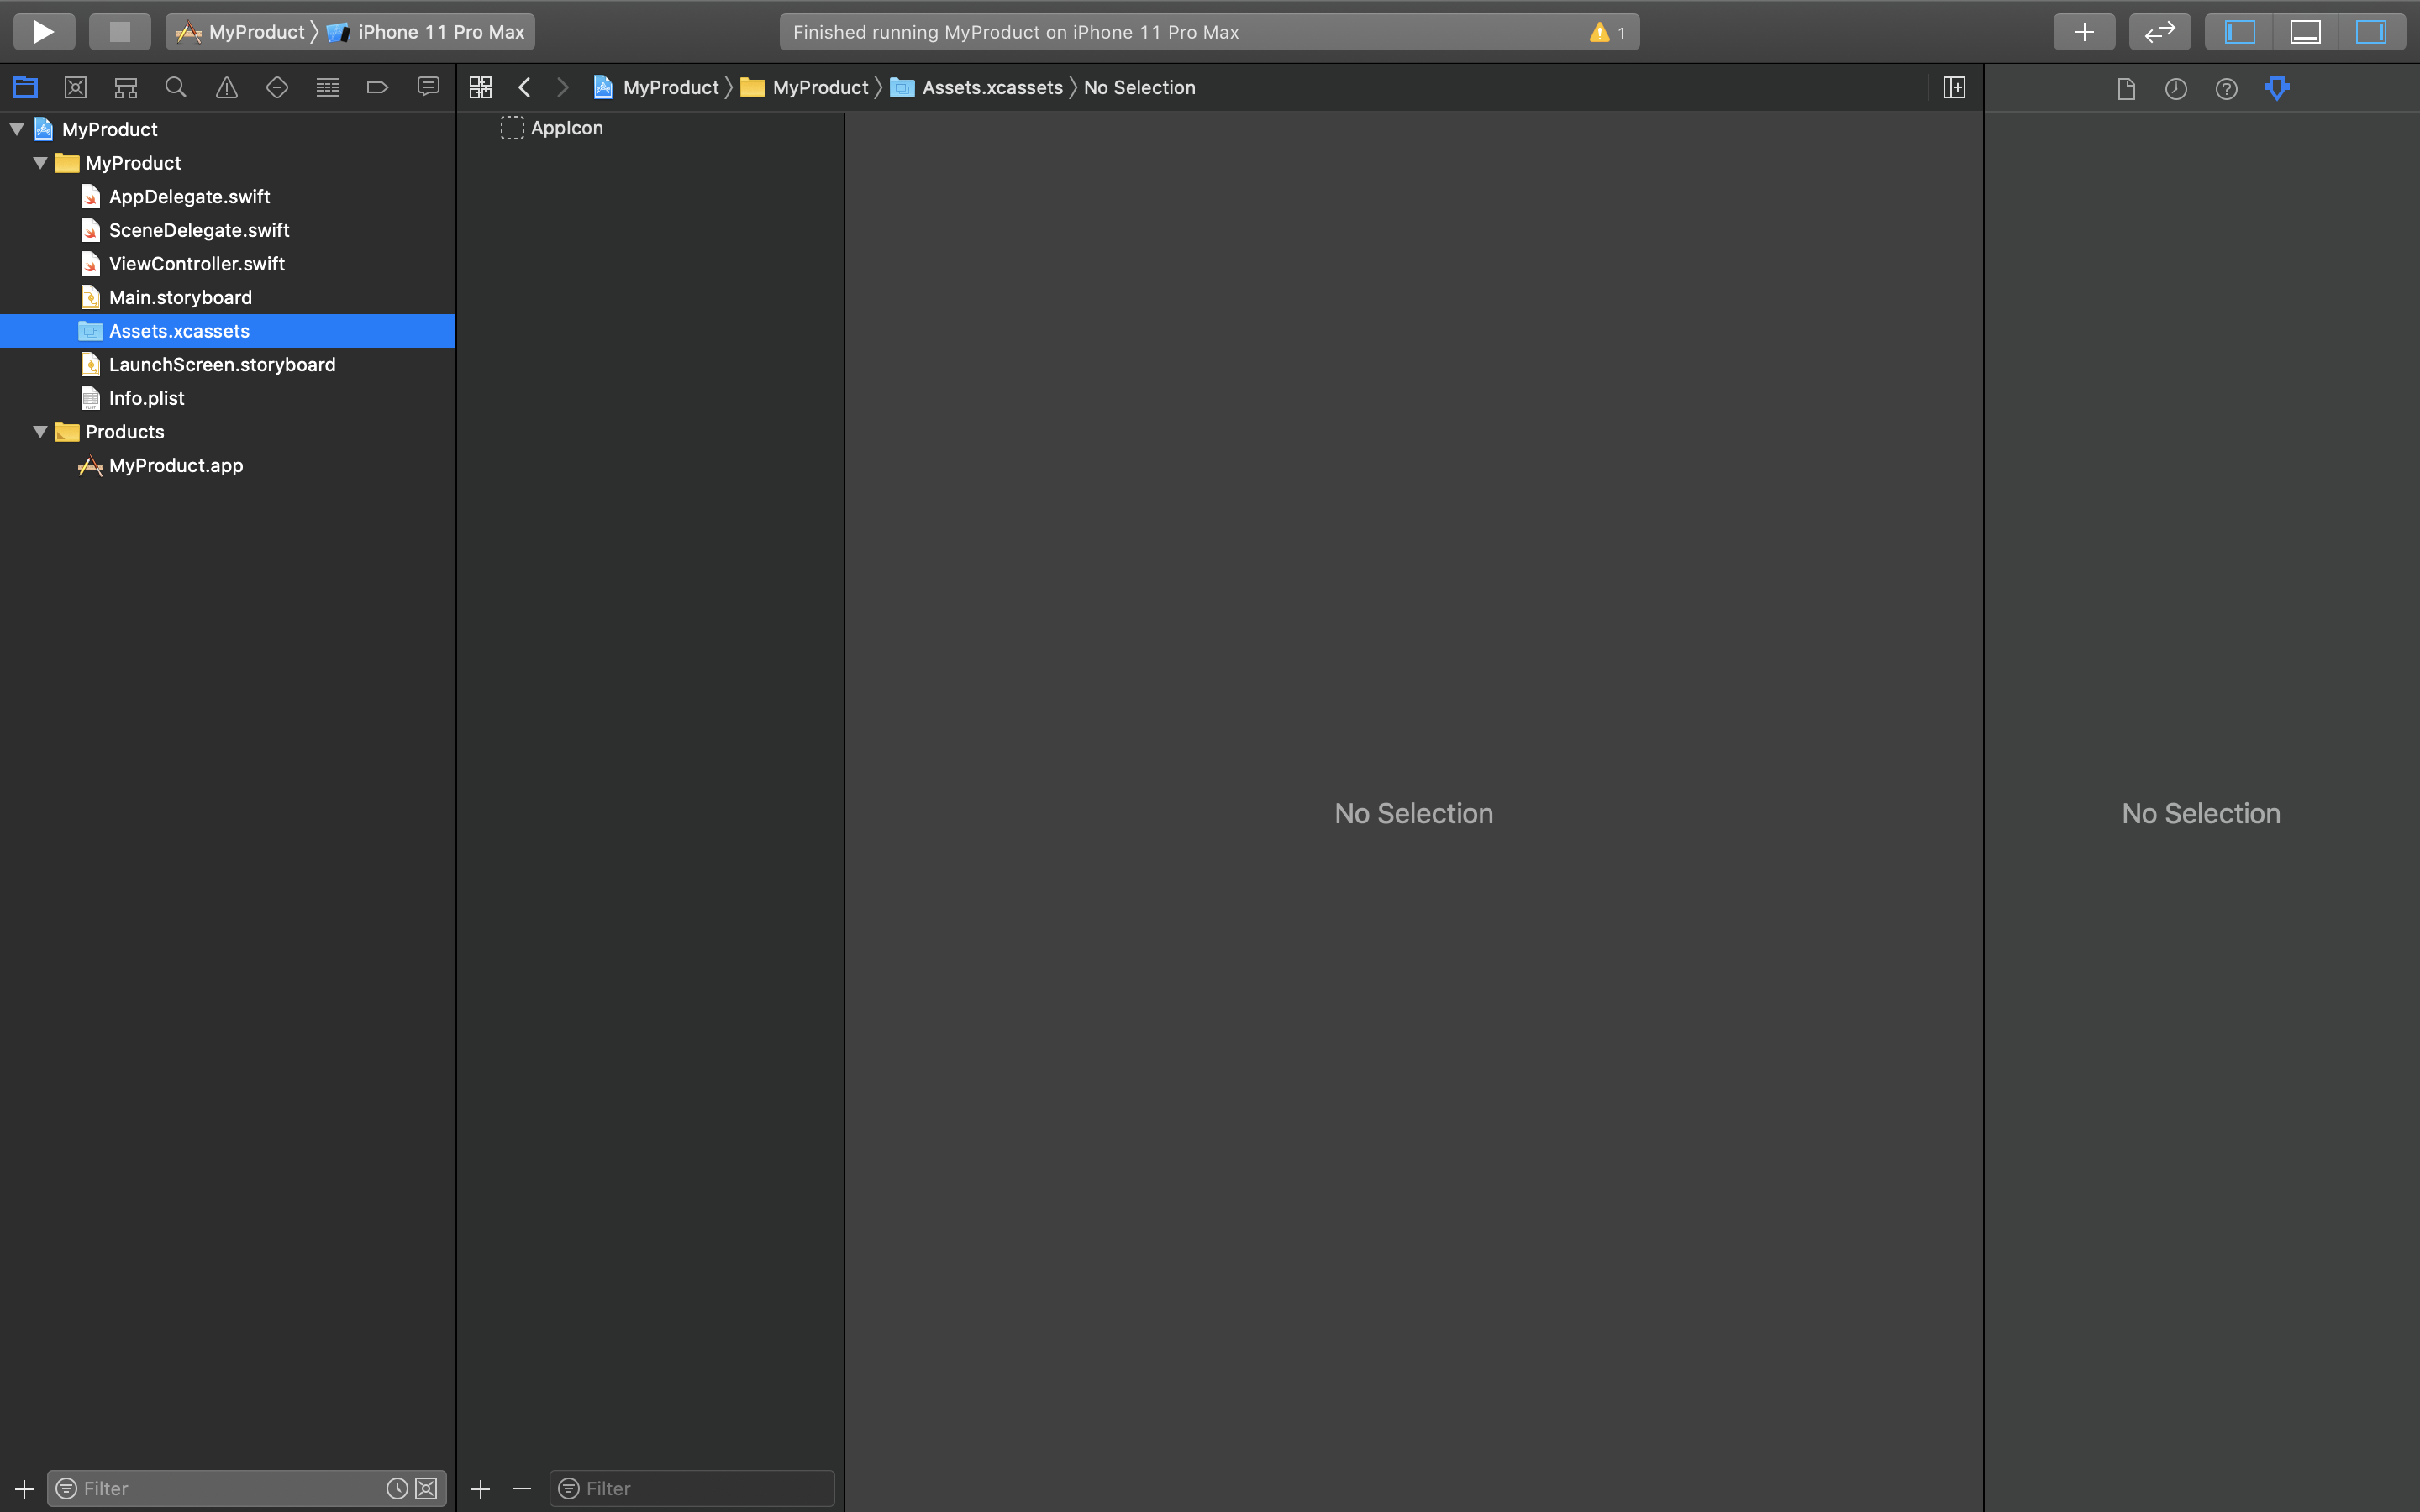 MyProduct 〉 iPhone 11 Pro Max
Finished running MyProduct on iPhone 11 Pro Max
1
MyProduct 〉 MyProduct 〉 Assets.xcassets 〉 No Selection
MyProduct
MyProduct
AppDelegate.swift
SceneDelegate.swift
ViewController.swift
Main.storyboard
Assets.xcassets
LaunchScreen.storyboard
Info.plist
Products
MyProduct.app
Filter
AppIcon
Filter
No Selection
No Selection